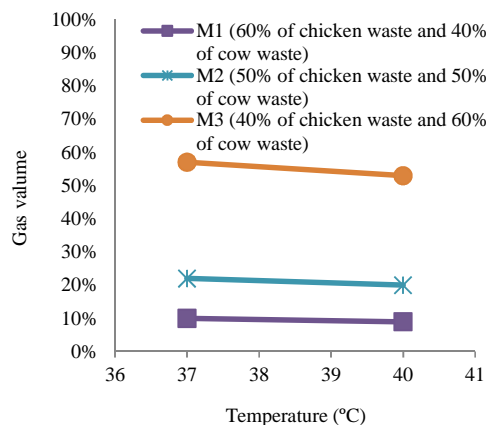 100%
90%
80%
70%
60%
50%
40%
30%
20%
10%
0%
Gas valume
M1 (60% of chicken waste and 40%
of cow waste)
M2 (50% of chicken waste and 50%
of cow waste)
M3 (40% of chicken waste and 60%
of cow waste)
36 37 38 39 40 41
Temperature (ºC)